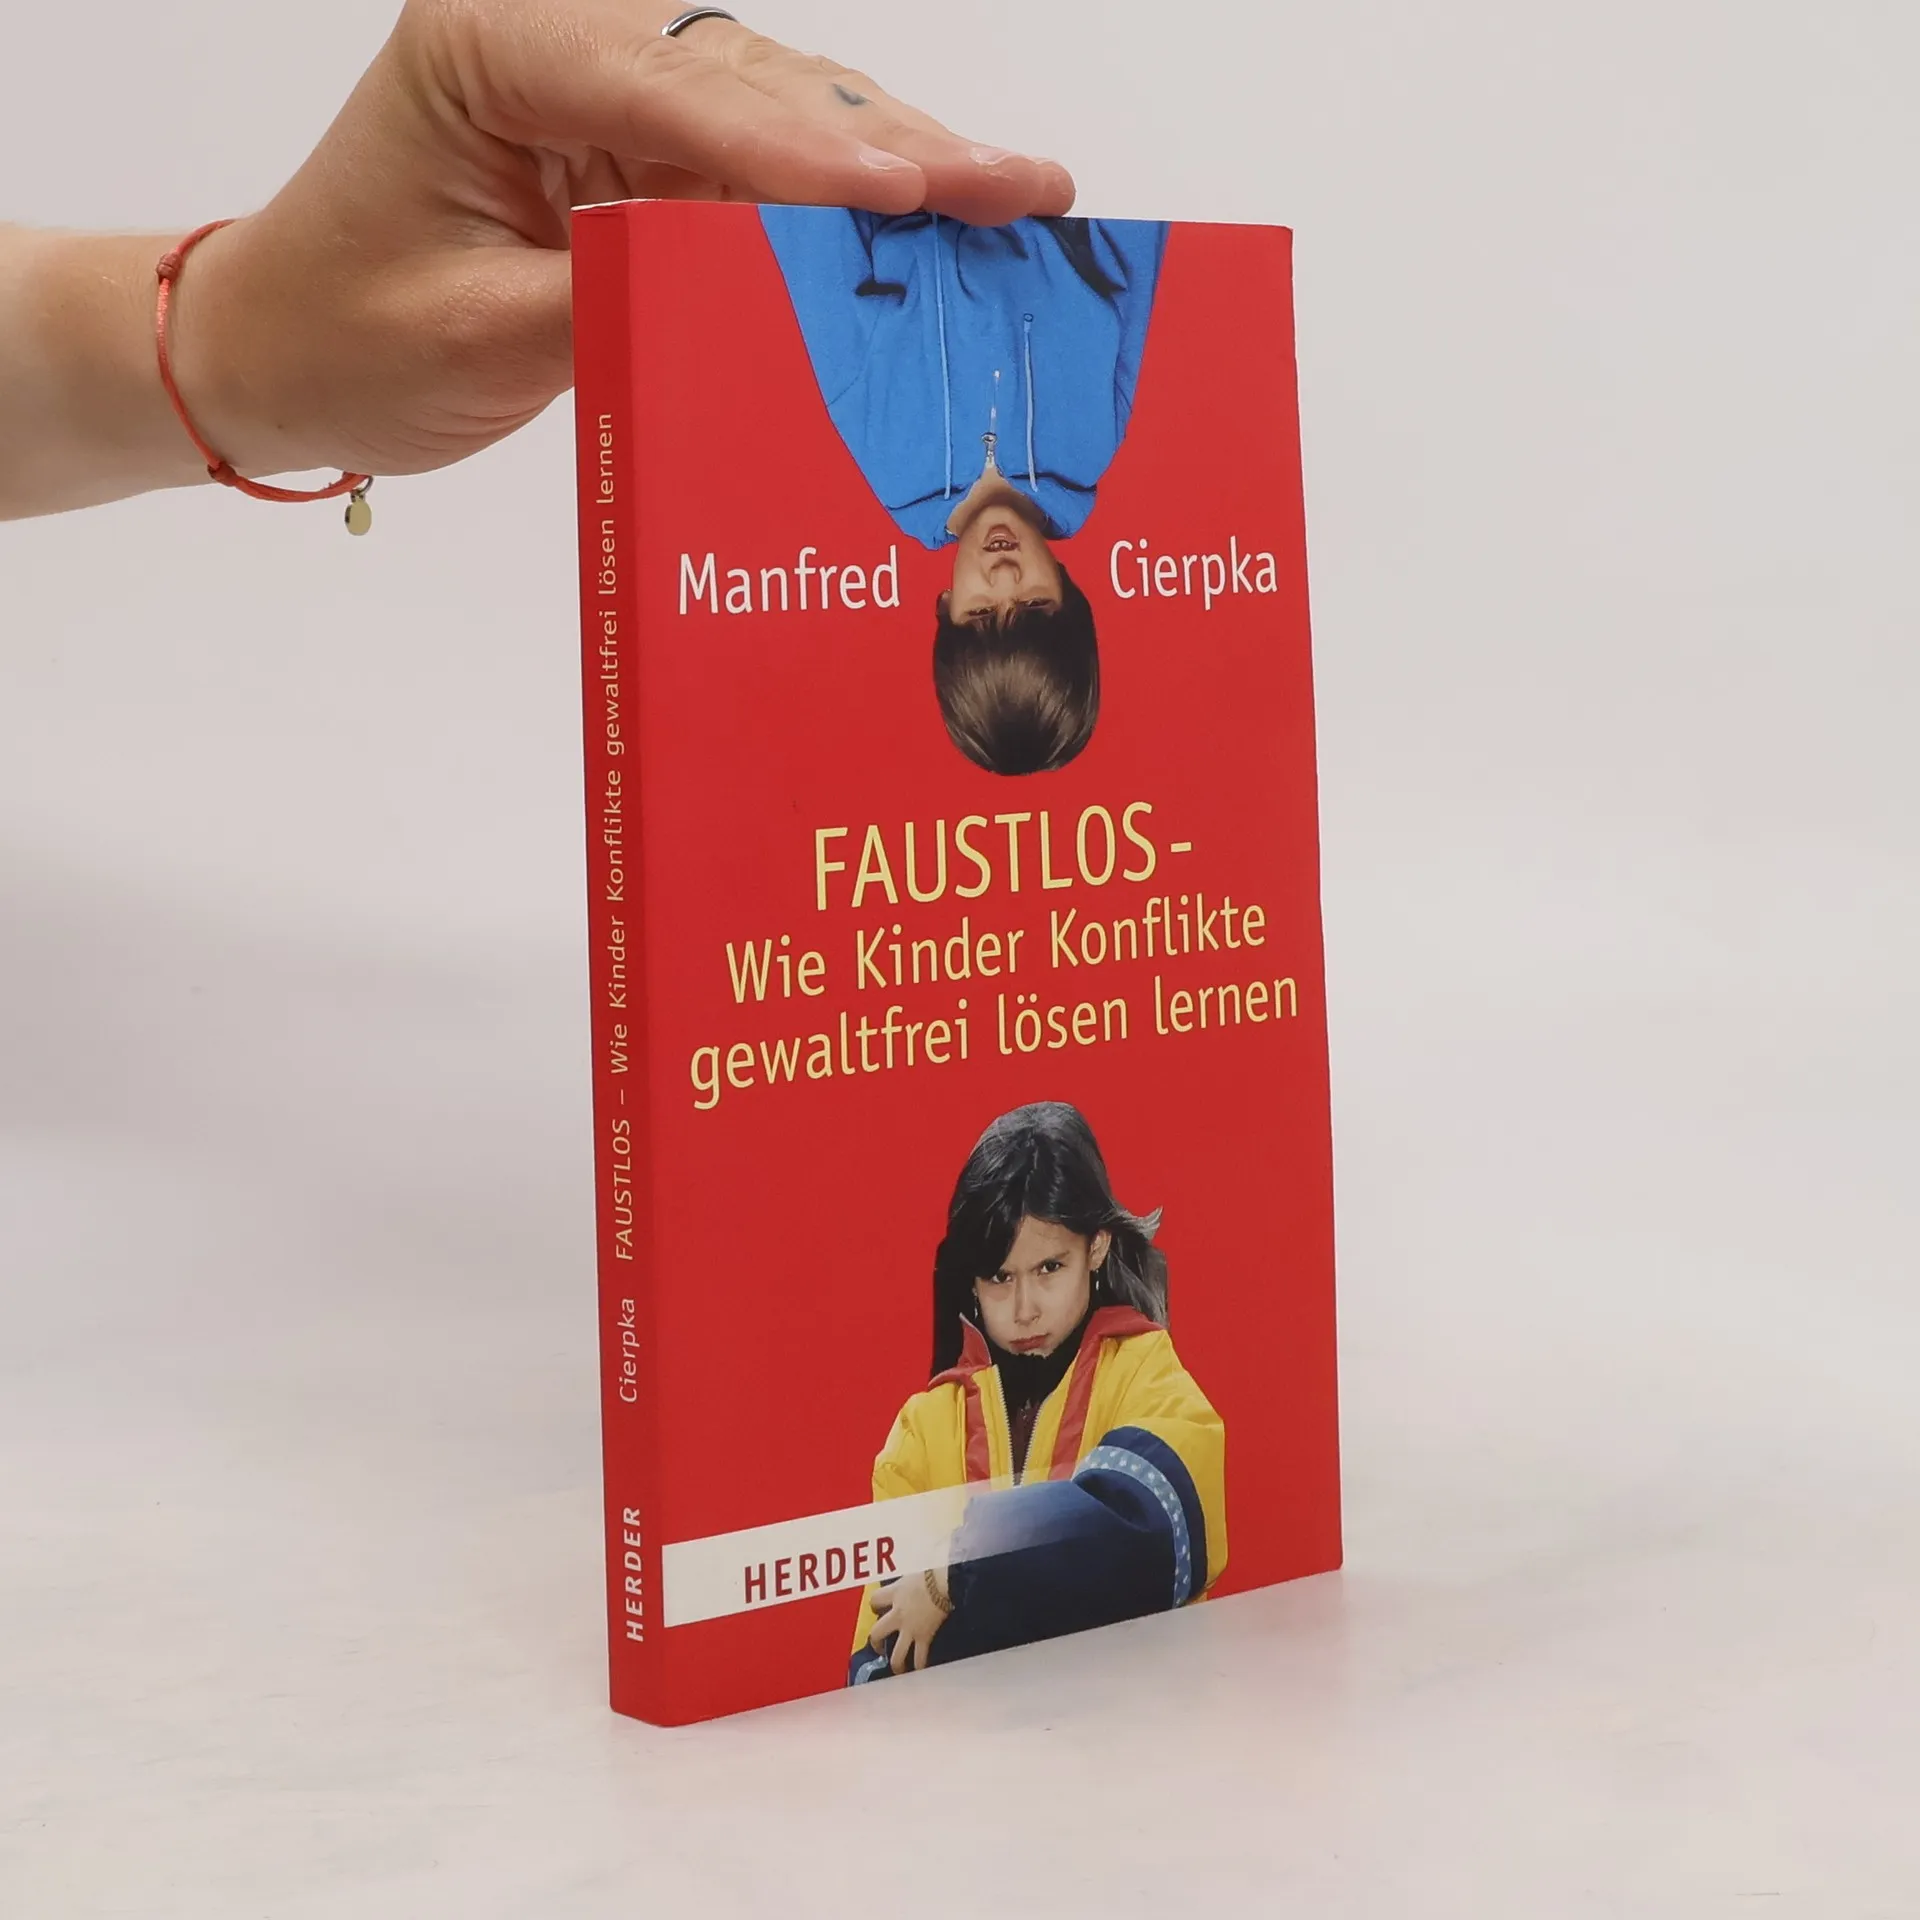 Manfred Cierpka
FAUSTLOS-
Wie Kinder Konflikte
gewaltfrei lösen lernen
HERDER
Cierpka FAUSTLOS – Wie Kinder Konflikte gewaltfrei lösen lernen
HERDER